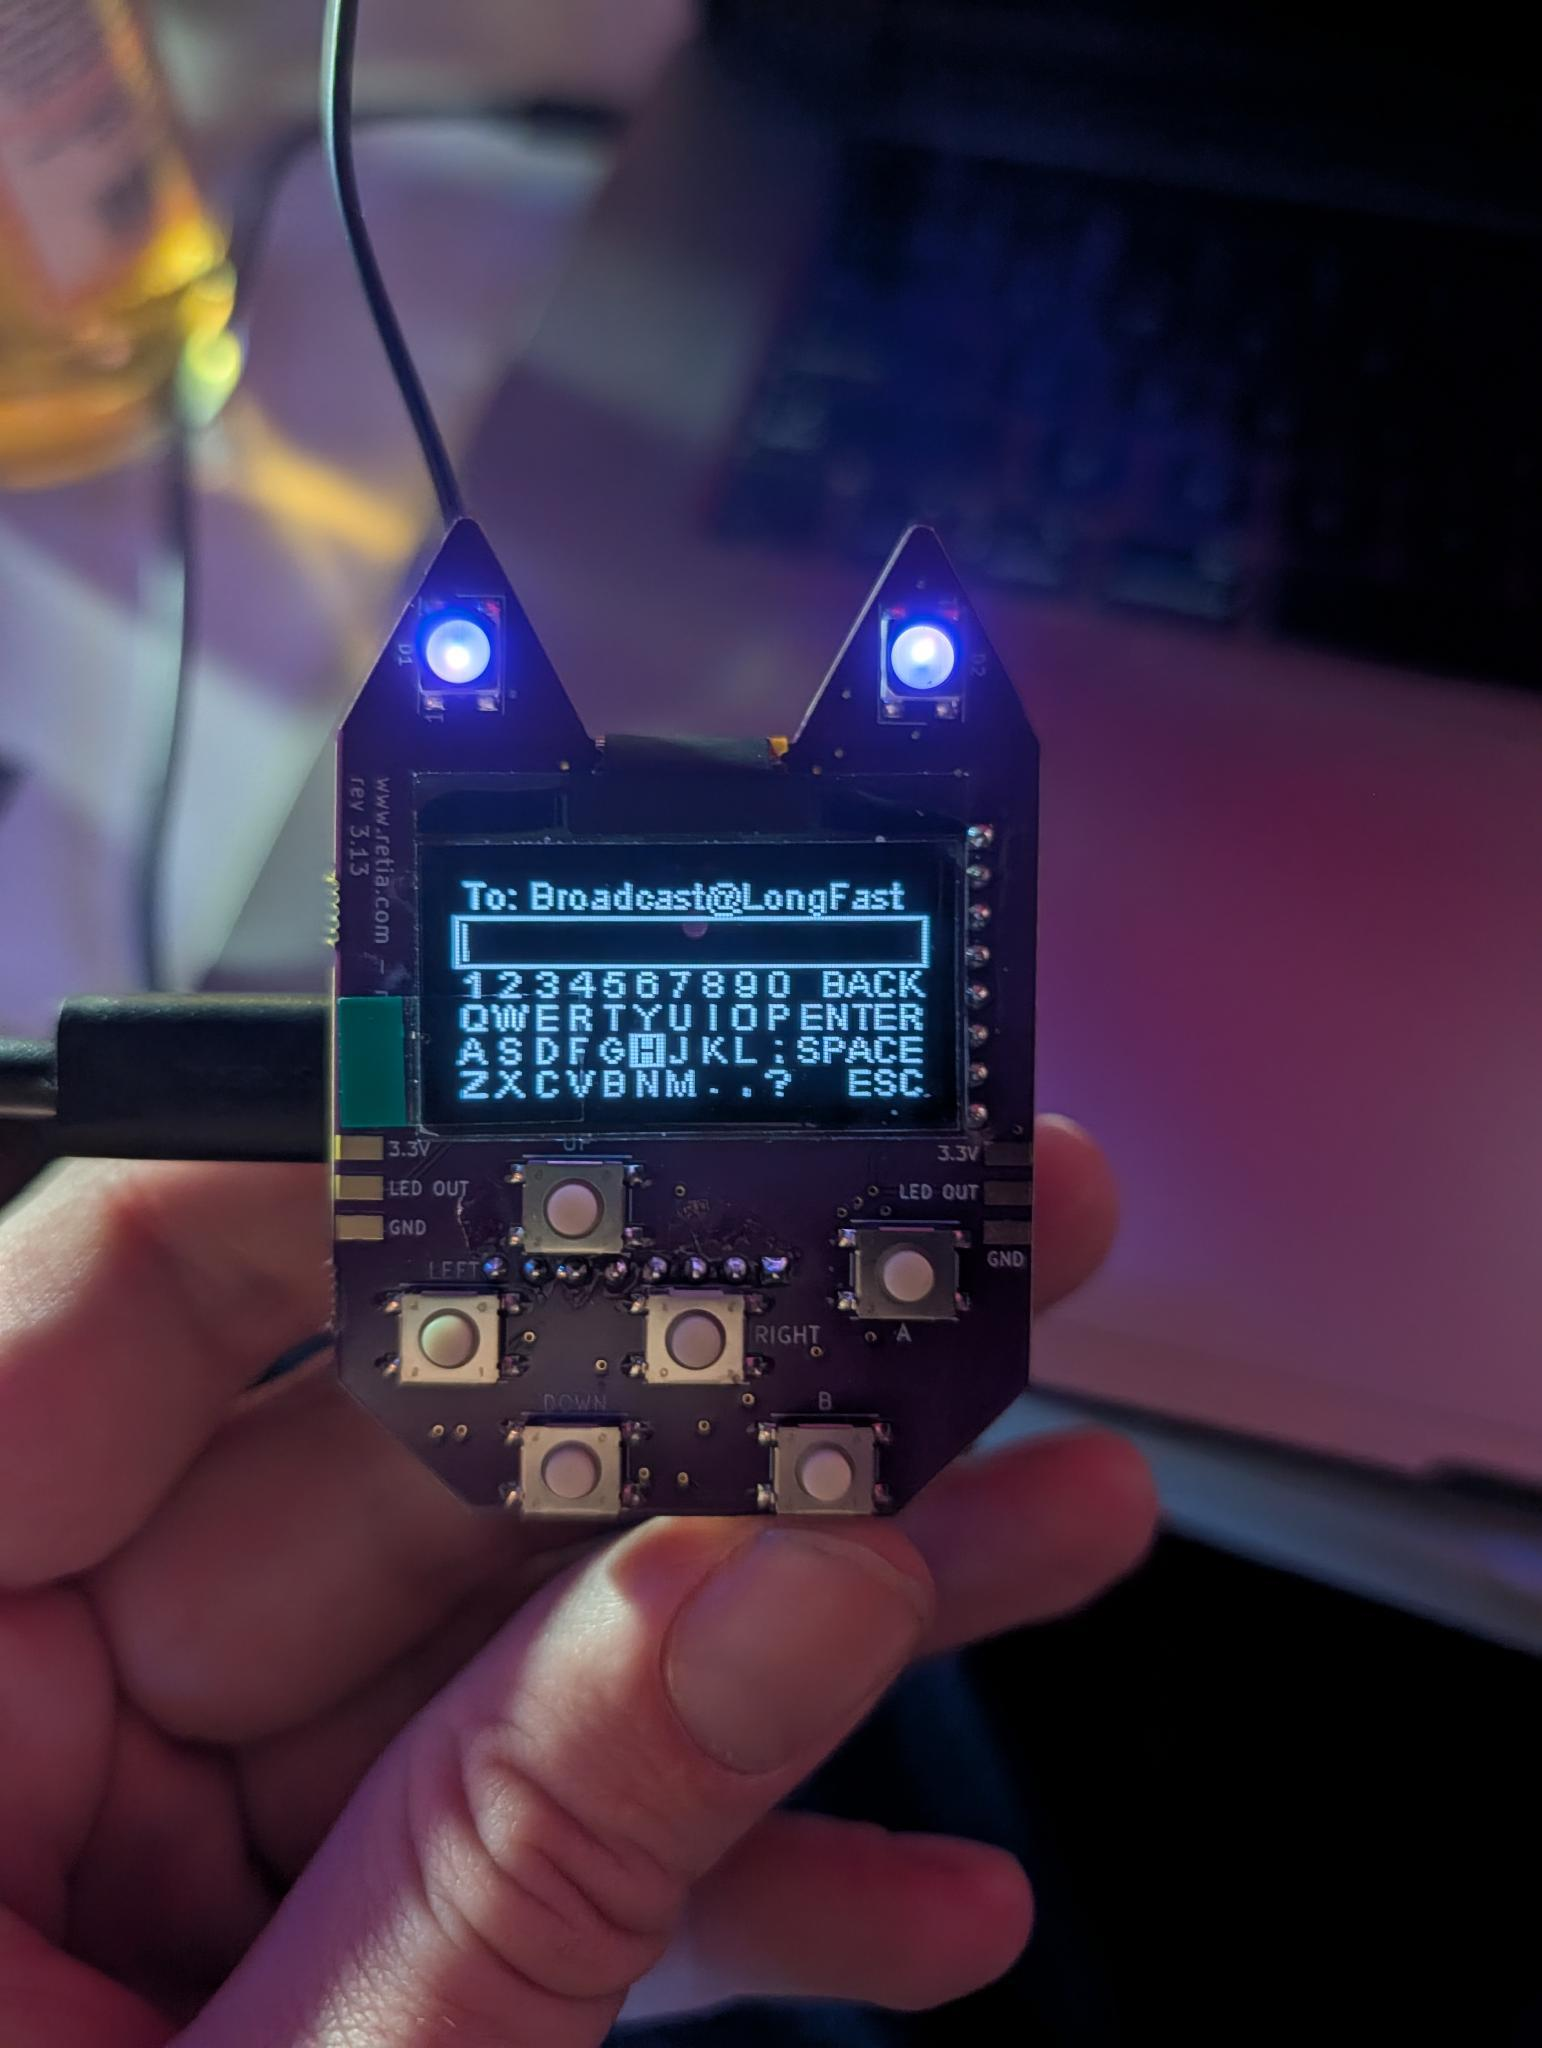 D1
1
D2
www.retia.com
rev 3.13
To: Broadcast@LongFast
1234567890 BACK
QWERTYUIOPENTER
ASDFGHJKL;SPACE
ZXCVBNM..? ESC
3.3V
LED OUT
GND
3.3V
LED OUT
GND
UP
LEFT
RIGHT
A
DOWN
B